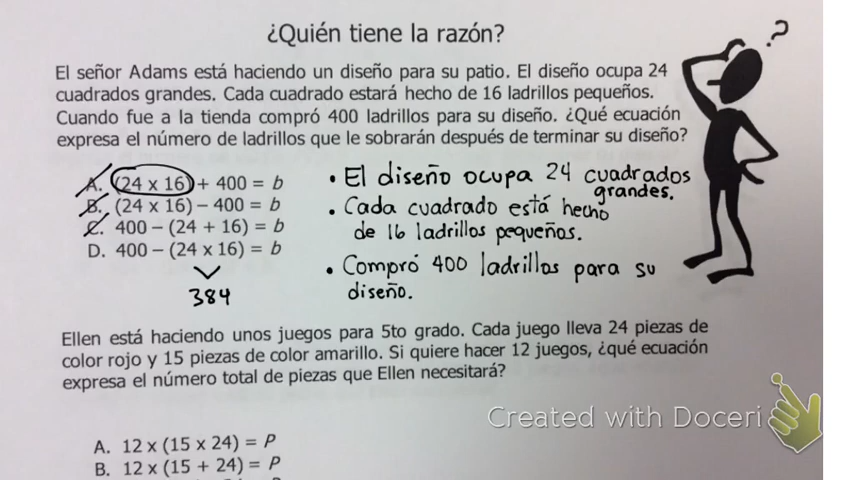 ¿Quién tiene la razón?
?
El señor Adams está haciendo un diseño para su patio. El diseño ocupa 24
cuadrados grandes. Cada cuadrado estará hecho de 16 ladrillos pequeños.
Cuando fue a la tienda compró 400 ladrillos para su diseño. ¿Qué ecuación
expresa el número de ladrillos que le sobrarán después de terminar su diseño?
A. (24 x 16) + 400 = b
B. (24 x 16) – 400 = b
C. 400 – (24 + 16) = b
D. 400 – (24 x 16) = b
384
• El diseño ocupa 24 cuadrados
grandes.
• Cada cuadrado está hecho
de 16 ladrillos pequeños.
• Compró 400 ladrillos para su
diseño.
Ellen está haciendo unos juegos para 5to grado. Cada juego lleva 24 piezas de
color rojo y 15 piezas de color amarillo. Si quiere hacer 12 juegos, ¿qué ecuación
expresa el número total de piezas que Ellen necesitará?
Created with Doceri
A. 12 x (15 x 24) = P
B. 12 x (15 + 24) = P